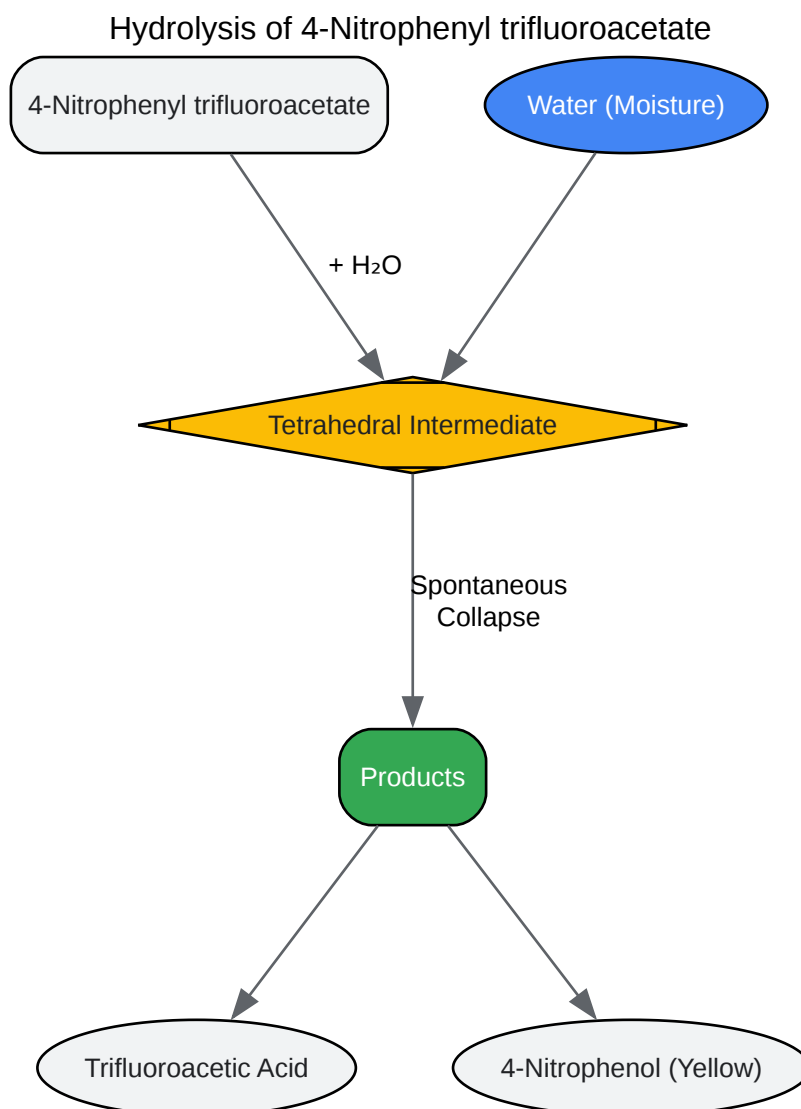 Hydrolysis of 4-Nitrophenyl trifluoroacetate
4-Nitrophenyl trifluoroacetate
Water (Moisture)
+ H₂O
Tetrahedral Intermediate
Spontaneous
Collapse
Products
Trifluoroacetic Acid
4-Nitrophenol (Yellow)